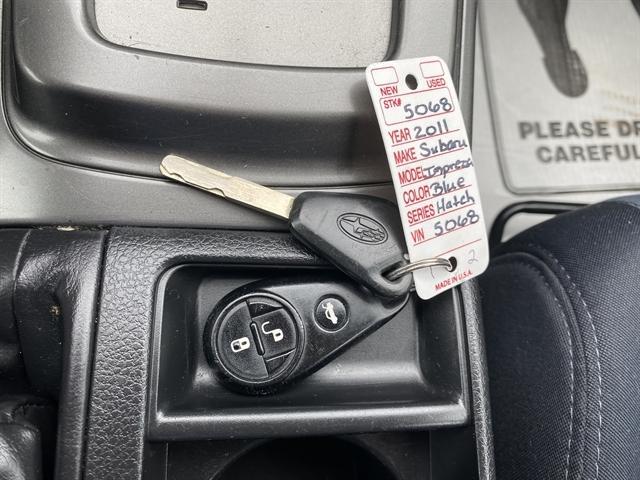 NEW USED
STK# 5068
YEAR 2011
MAKE Subaru
MODEL Impreza
COLOR Blue
SERIES Hatch
VIN 5068
2
MADE IN U.S.A.
PLEASE DR
CAREFUL